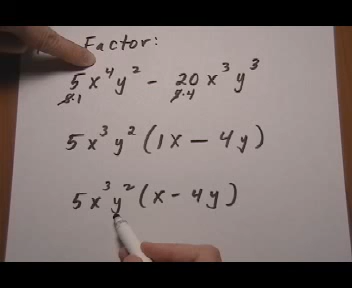 Factor:
5x⁴y² - 20x³y³
5·1 5·4
5x³y²(1x - 4y)
5x³y²(x - 4y)